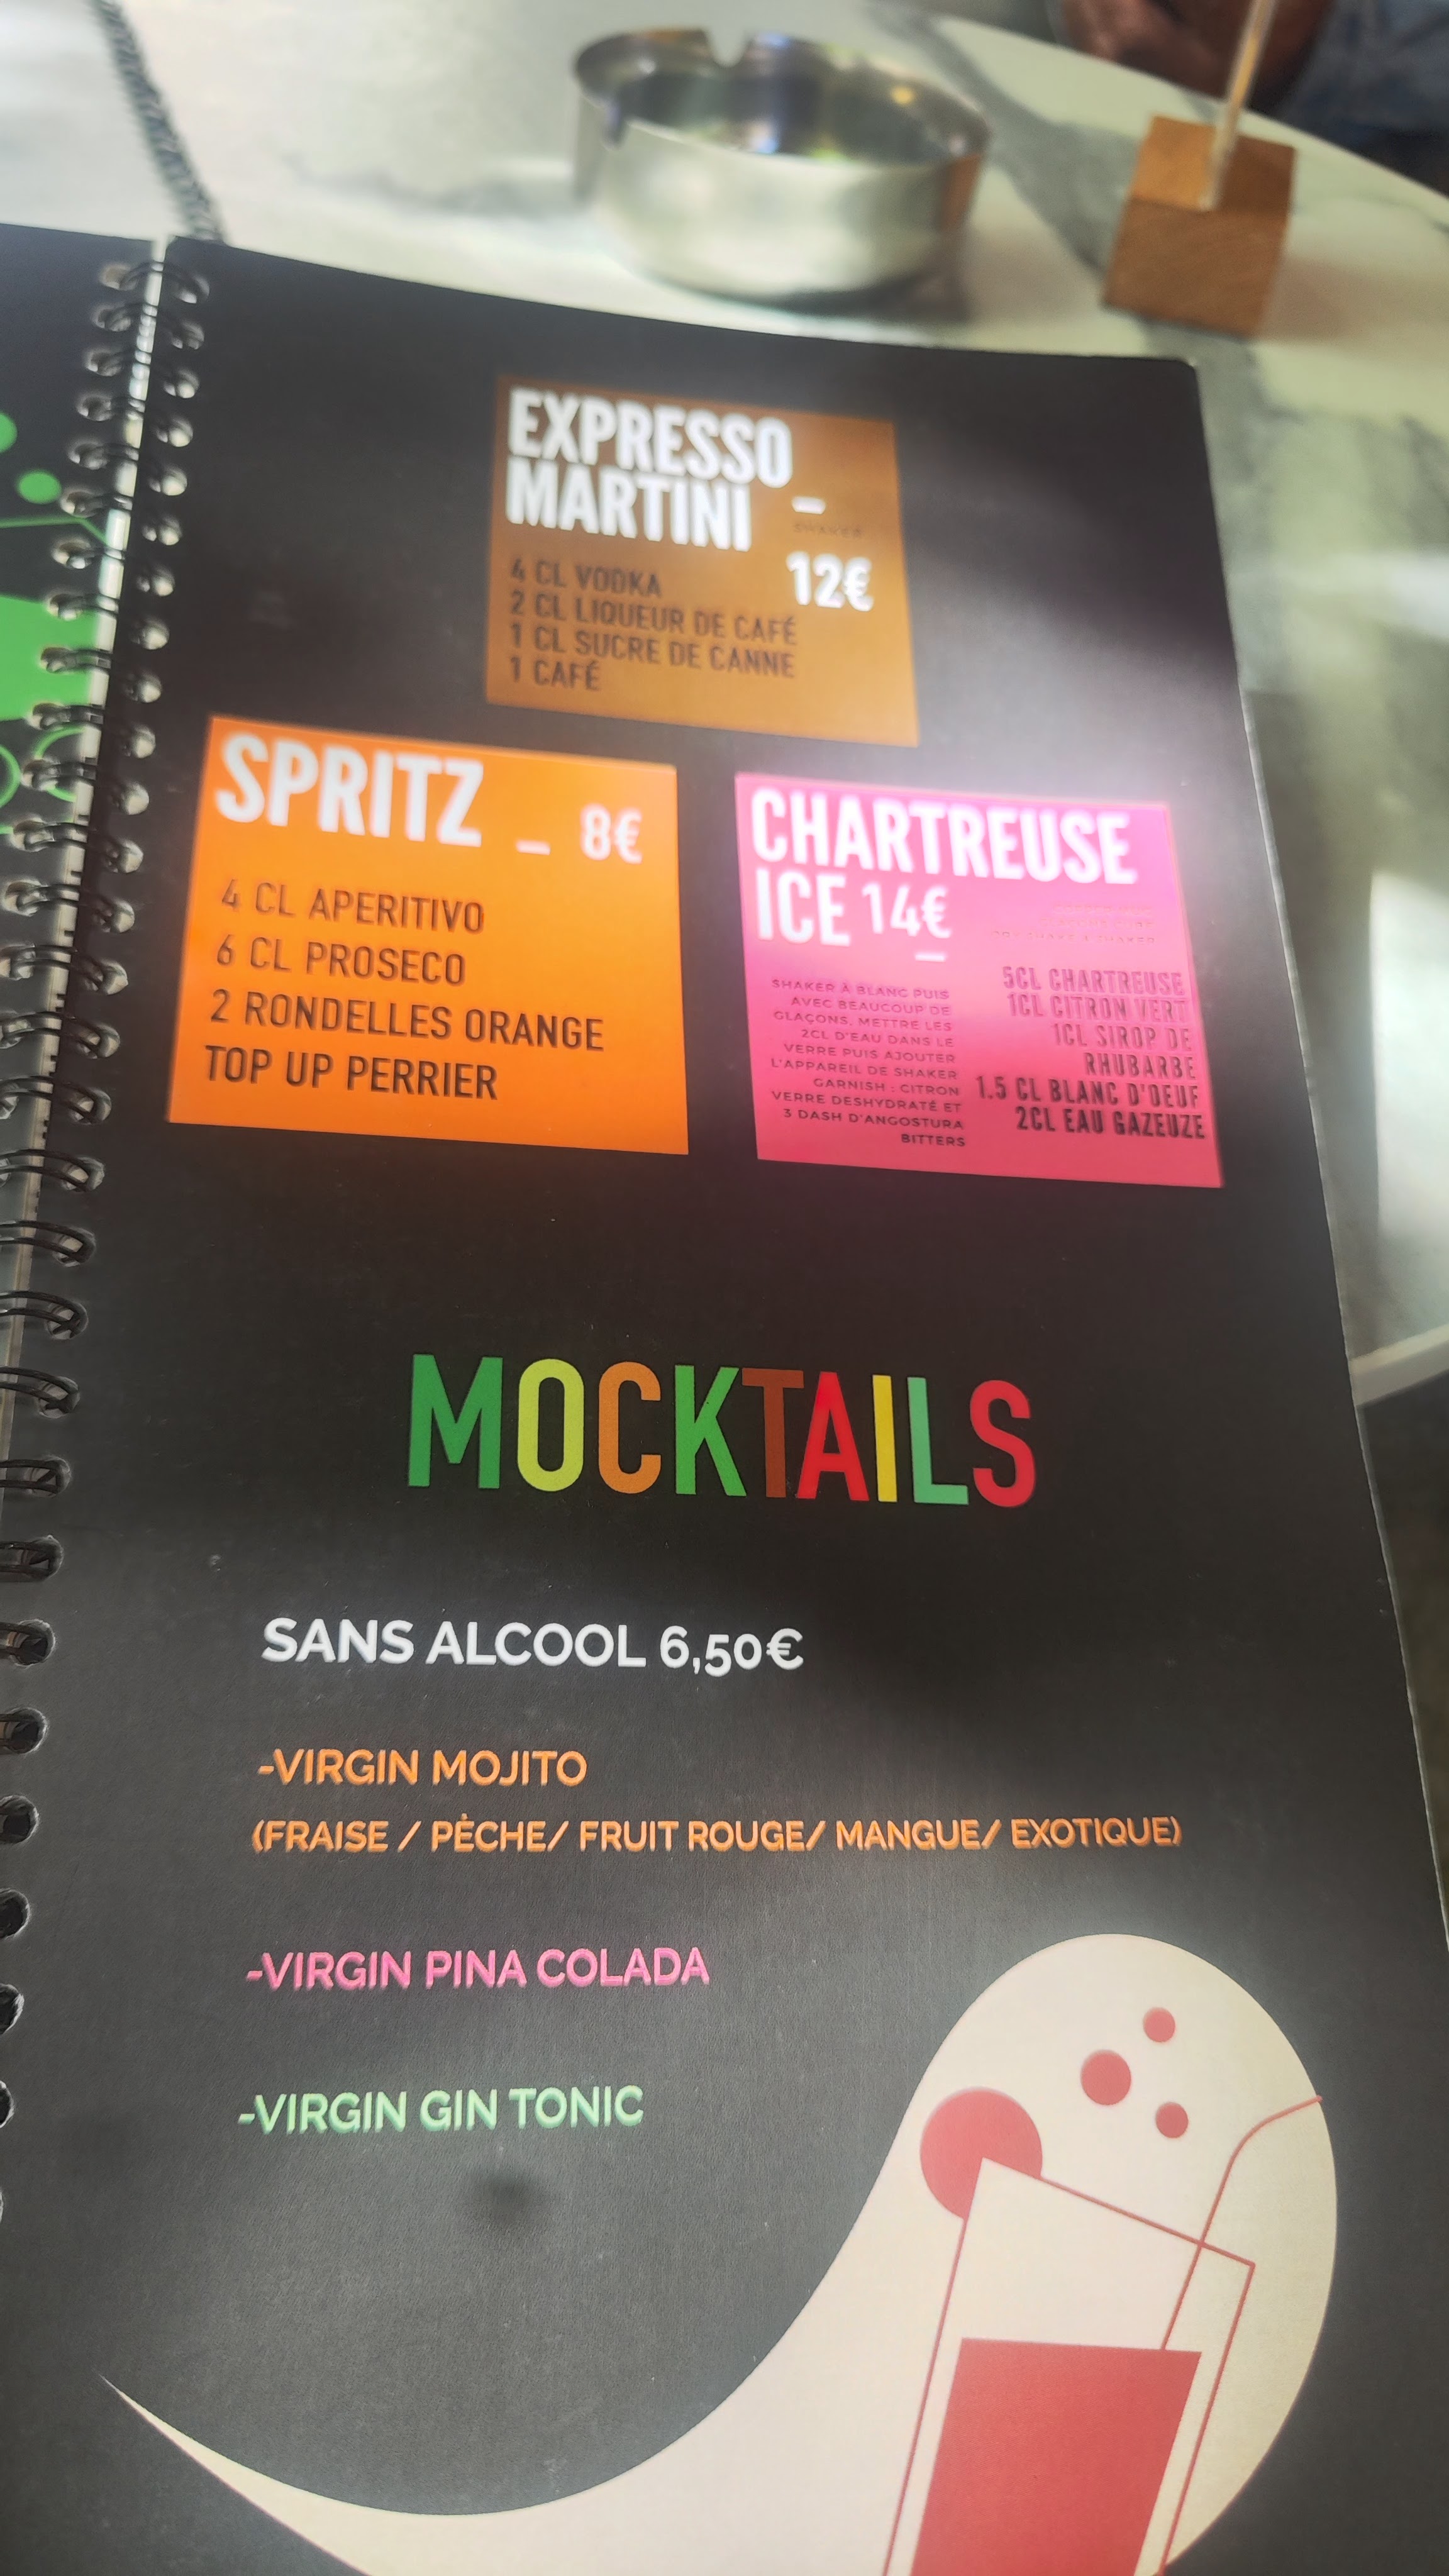 EXPRESSO
MARTINI –
SHAKER
12€
4 CL VODKA
2 CL LIQUEUR DE CAFÉ
1 CL SUCRE DE CANNE
1 CAFÉ
SPRITZ – 8€
4 CL APERITIVO
6 CL PROSECO
2 RONDELLES ORANGE
TOP UP PERRIER
CHARTREUSE
ICE 14€
–
SHAKER À BLANC PUIS
AVEC BEAUCOUP DE
GLAÇONS, METTRE LES
2CL D'EAU DANS LE
VERRE PUIS AJOUTER
L'APPAREIL DE SHAKER
GARNISH : CITRON
VERRE DESHYDRATÉ ET
3 DASH D'ANGOSTURA
BITTERS
5CL CHARTREUSE
1CL CITRON VERT
1CL SIROP DE
RHUBARBE
1.5 CL BLANC D'OEUF
2CL EAU GAZEUZE
MOCKTAILS
SANS ALCOOL 6,50€
-VIRGIN MOJITO
(FRAISE / PÈCHE/ FRUIT ROUGE/ MANGUE/ EXOTIQUE)
-VIRGIN PINA COLADA
-VIRGIN GIN TONIC